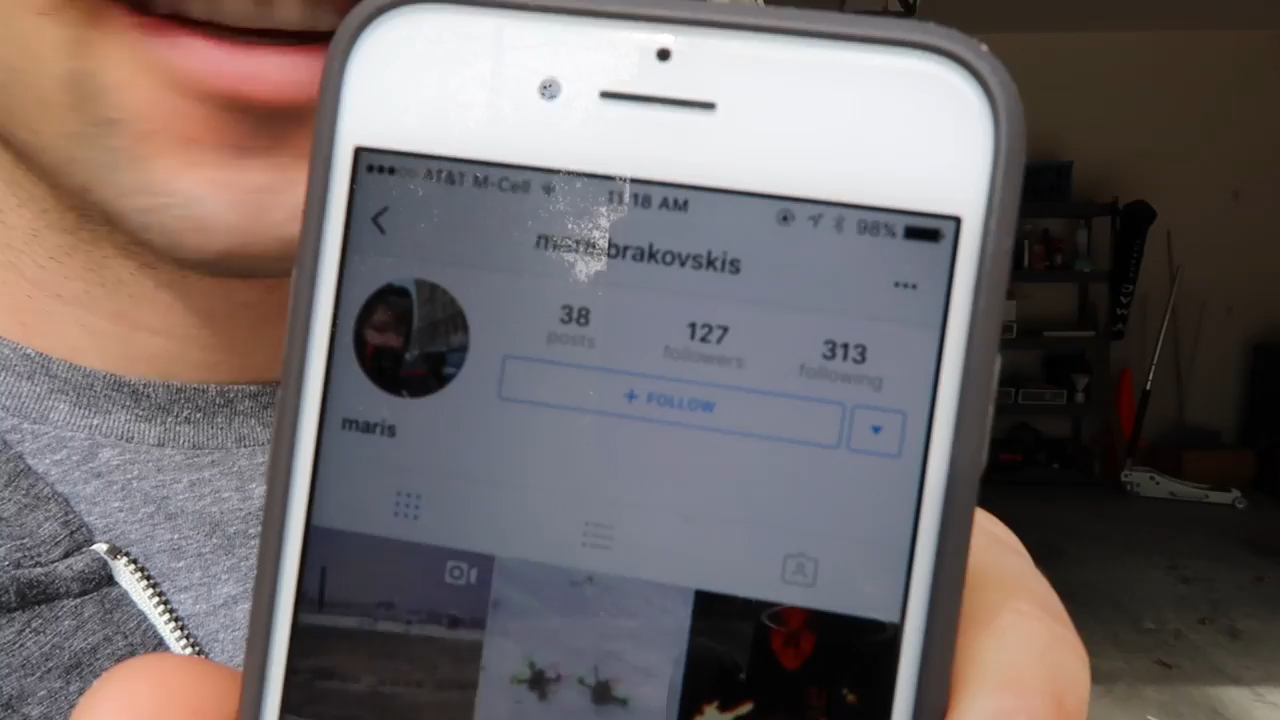 AT&T M-Cell 11:18 AM 98%
brakovskis
38 127 313
posts followers following
+ FOLLOW
maris